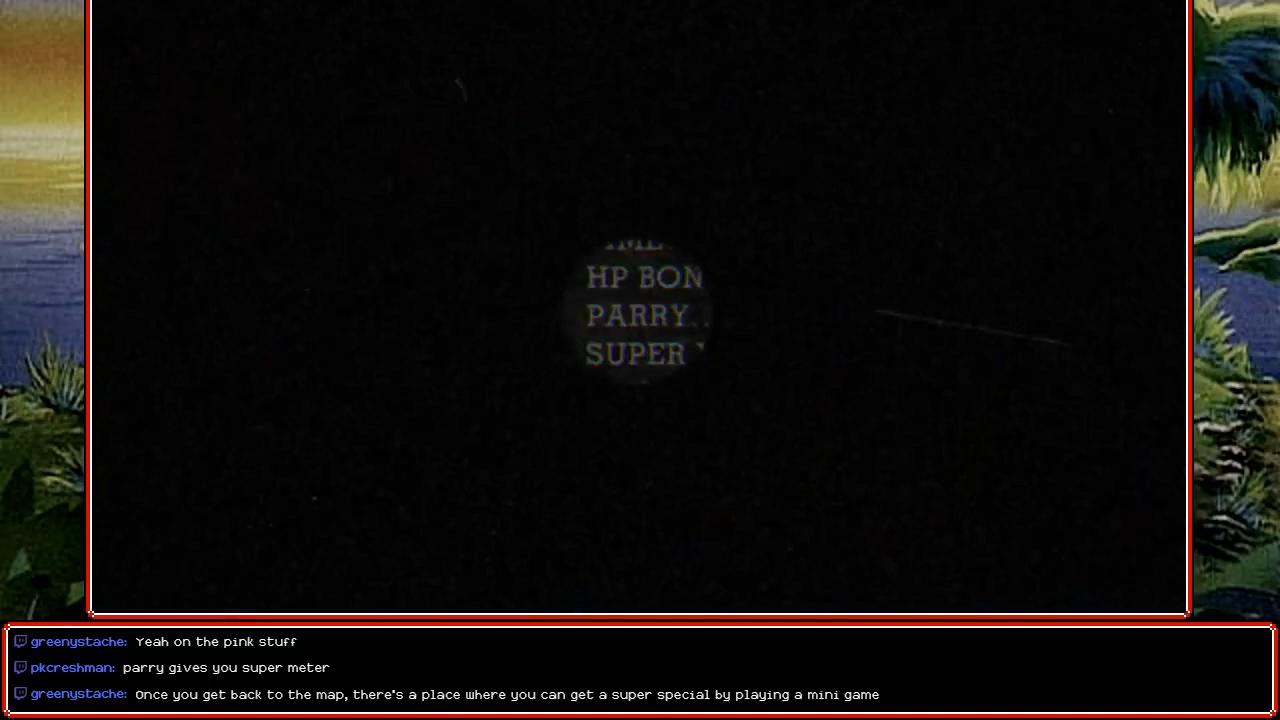 HP BON
PARRY..
SUPER
greenystache: Yeah on the pink stuff
pkcreshman: parry gives you super meter
greenystache: Once you get back to the map, there's a place where you can get a super special by playing a mini game